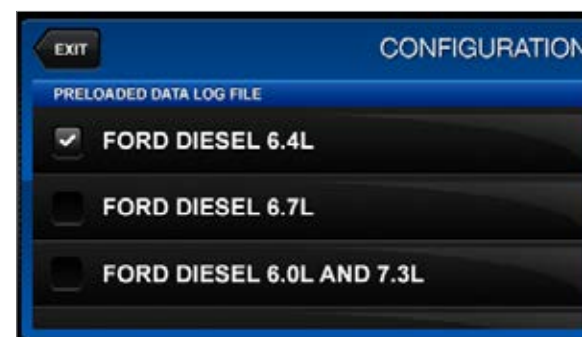 EXIT
CONFIGURATION
PRELOADED DATA LOG FILE
FORD DIESEL 6.4L
FORD DIESEL 6.7L
FORD DIESEL 6.0L AND 7.3L